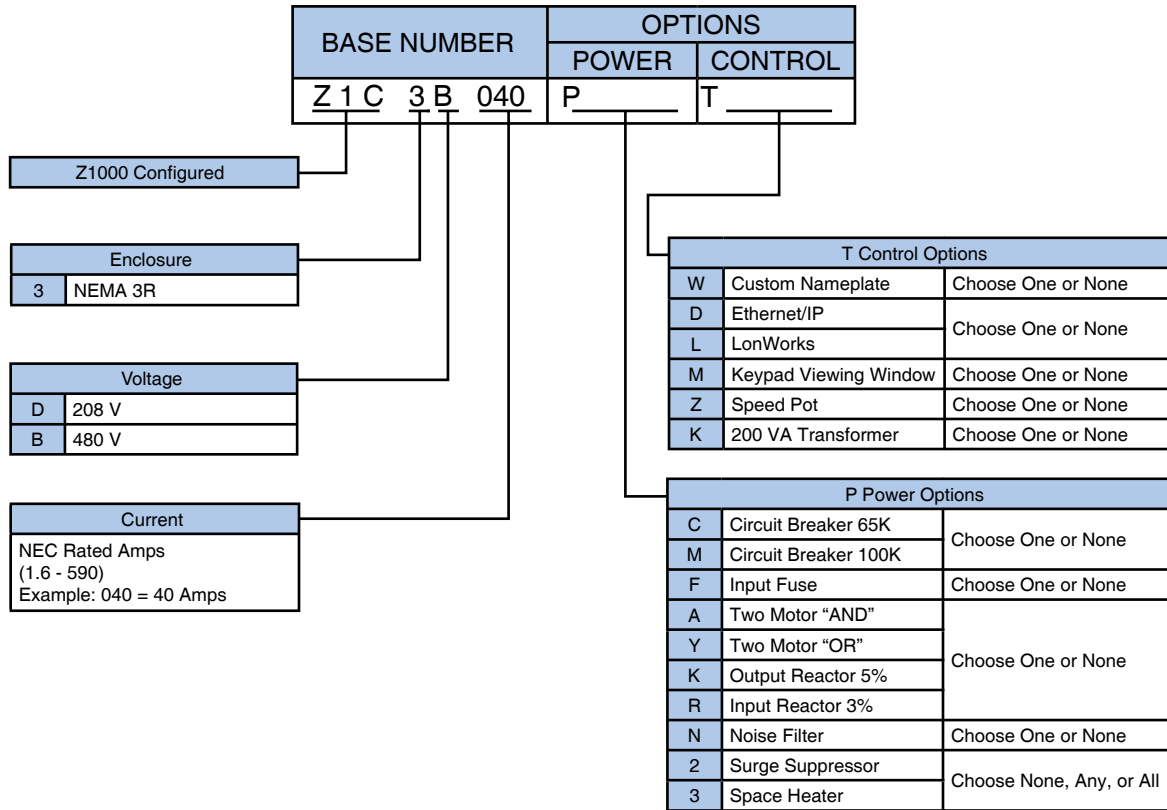 BASE NUMBER
OPTIONS
POWER
CONTROL
Z 1 C 3 B 040
P
T
Z1000 Configured
Enclosure
3 NEMA 3R
Voltage
D 208 V
B 480 V
Current
NEC Rated Amps
(1.6 - 590)
Example: 040 = 40 Amps
T Control Options
W Custom Nameplate Choose One or None
D Ethernet/IP
Choose One or None
L LonWorks
M Keypad Viewing Window Choose One or None
Z Speed Pot Choose One or None
K 200 VA Transformer Choose One or None
P Power Options
C Circuit Breaker 65K
Choose One or None
M Circuit Breaker 100K
F Input Fuse Choose One or None
A Two Motor “AND”
Y Two Motor “OR”
Choose One or None
K Output Reactor 5%
R Input Reactor 3%
N Noise Filter Choose One or None
2 Surge Suppressor
Choose None, Any, or All
3 Space Heater